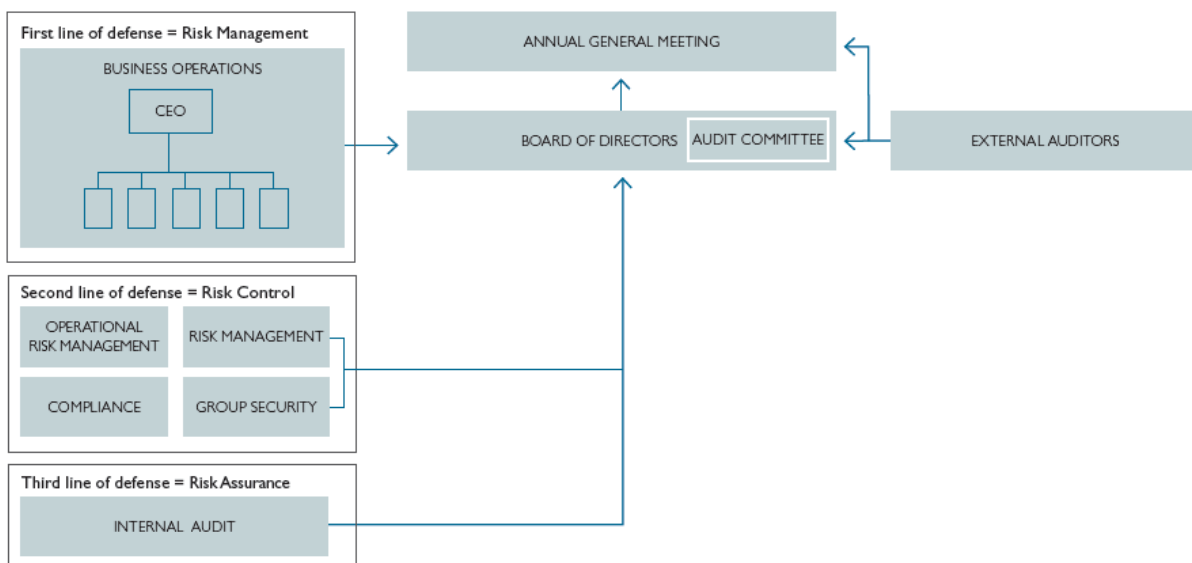 First line of defense = Risk Management
BUSINESS OPERATIONS
CEO
ANNUAL GENERAL MEETING
BOARD OF DIRECTORS
AUDIT COMMITTEE
EXTERNAL AUDITORS
Second line of defense = Risk Control
OPERATIONAL
RISK MANAGEMENT
RISK MANAGEMENT
COMPLIANCE
GROUP SECURITY
Third line of defense = Risk Assurance
INTERNAL AUDIT